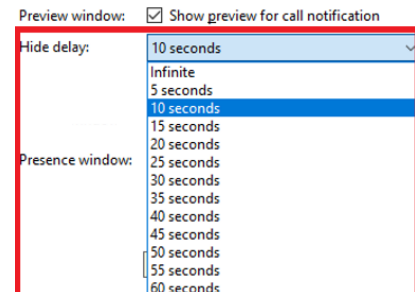 Preview window: Show preview for call notification
Hide delay: 10 seconds
Infinite
5 seconds
10 seconds
15 seconds
20 seconds
Presence window: 25 seconds
30 seconds
35 seconds
40 seconds
45 seconds
50 seconds
55 seconds
60 seconds